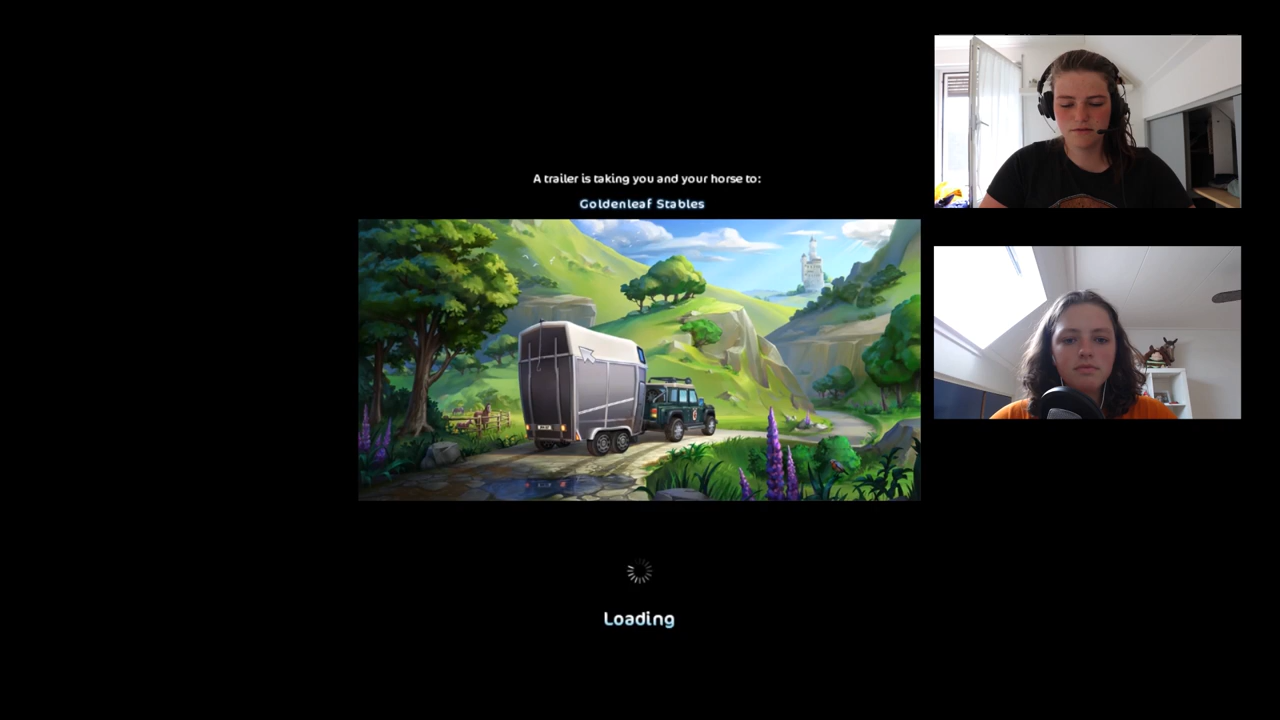 A trailer is taking you and your horse to:
Goldenleaf Stables
Loading